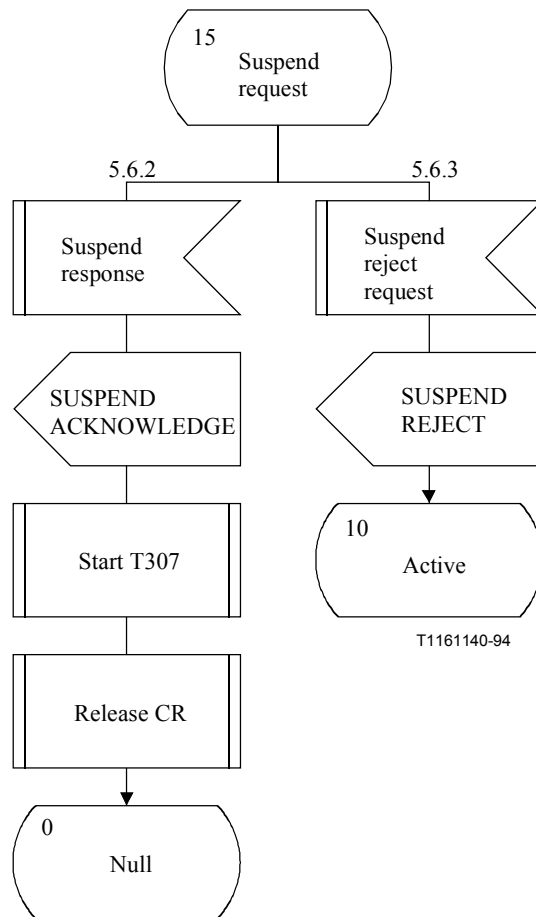 15
Suspend
request
5.6.2
5.6.3
Suspend
response
Suspend
reject
request
SUSPEND
ACKNOWLEDGE
SUSPEND
REJECT
Start T307
10
Active
T1161140-94
Release CR
0
Null